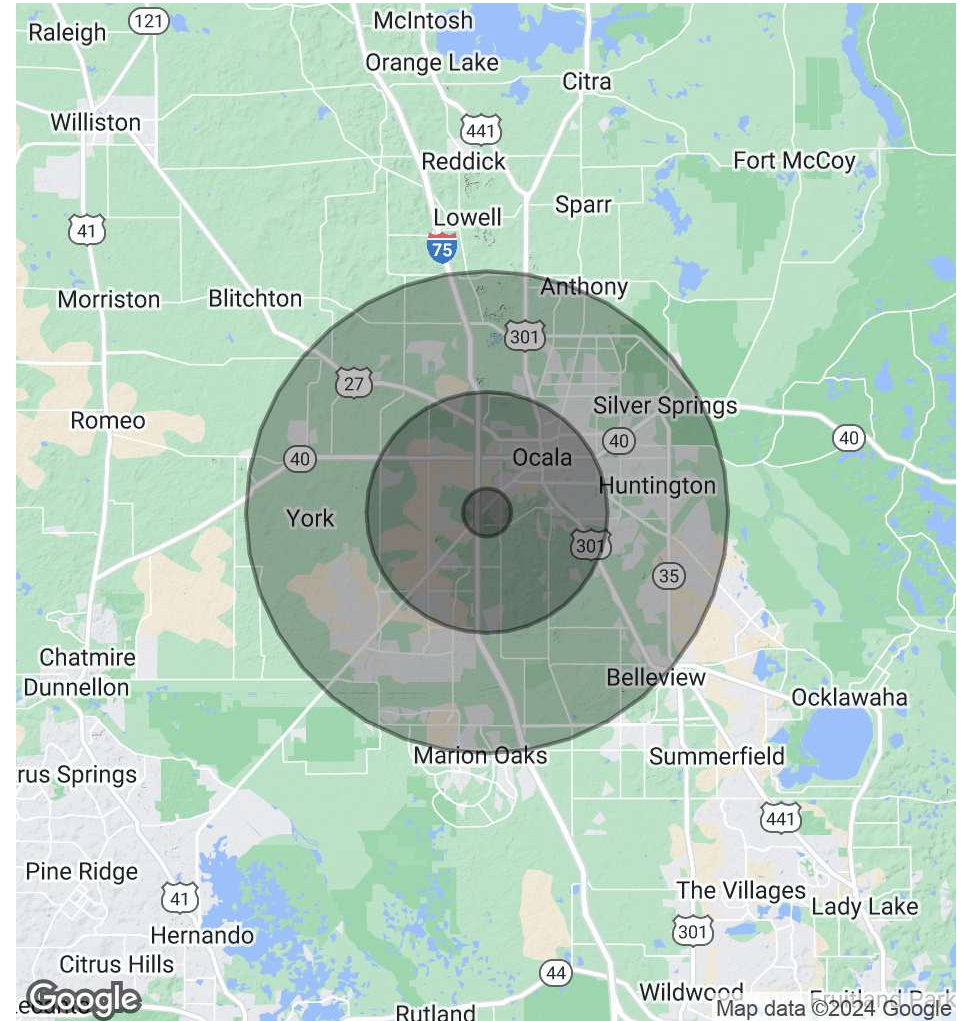 McIntosh
121
Raleigh
Orange Lake
Citra
Williston
441
Reddick
Fort McCoy
Sparr
Lowell
41
75
Anthony
Morriston
Blitchton
301
27
Silver Springs
Romeo
40
40
40
Ocala
Huntington
York
301
35
Chatmire
Belleview
Dunnellon
Ocklawaha
Marion Oaks
Summerfield
rus Springs
441
Pine Ridge
The Villages
41
Lady Lake
301
Hernando
Citrus Hills
44
Wildwood
Google
Fruitland Park
Map data ©2024 Google
Rutland